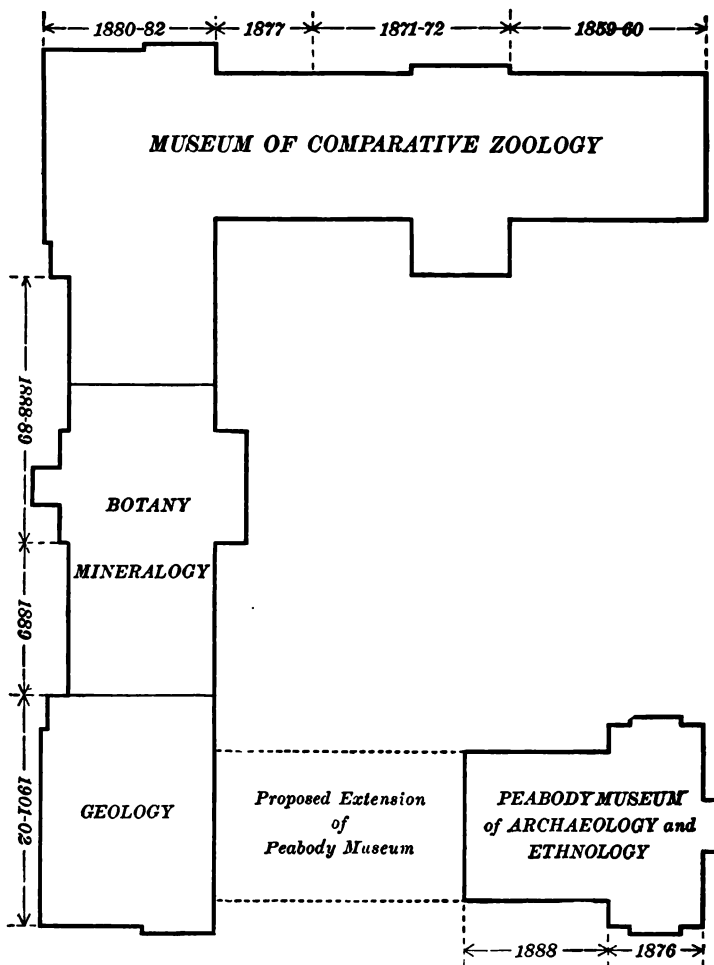 1880-82
1877
1871-72
1859-60
MUSEUM OF COMPARATIVE ZOOLOGY
1888-89
BOTANY
MINERALOGY
1889
1901-02
GEOLOGY
Proposed Extension
of
Peabody Museum
PEABODY MUSEUM
of ARCHAEOLOGY and
ETHNOLOGY
1888
1876